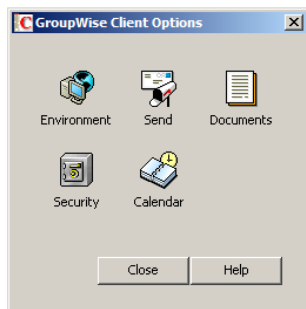 GroupWise Client Options
Environment Send Documents
Security Calendar
Close Help